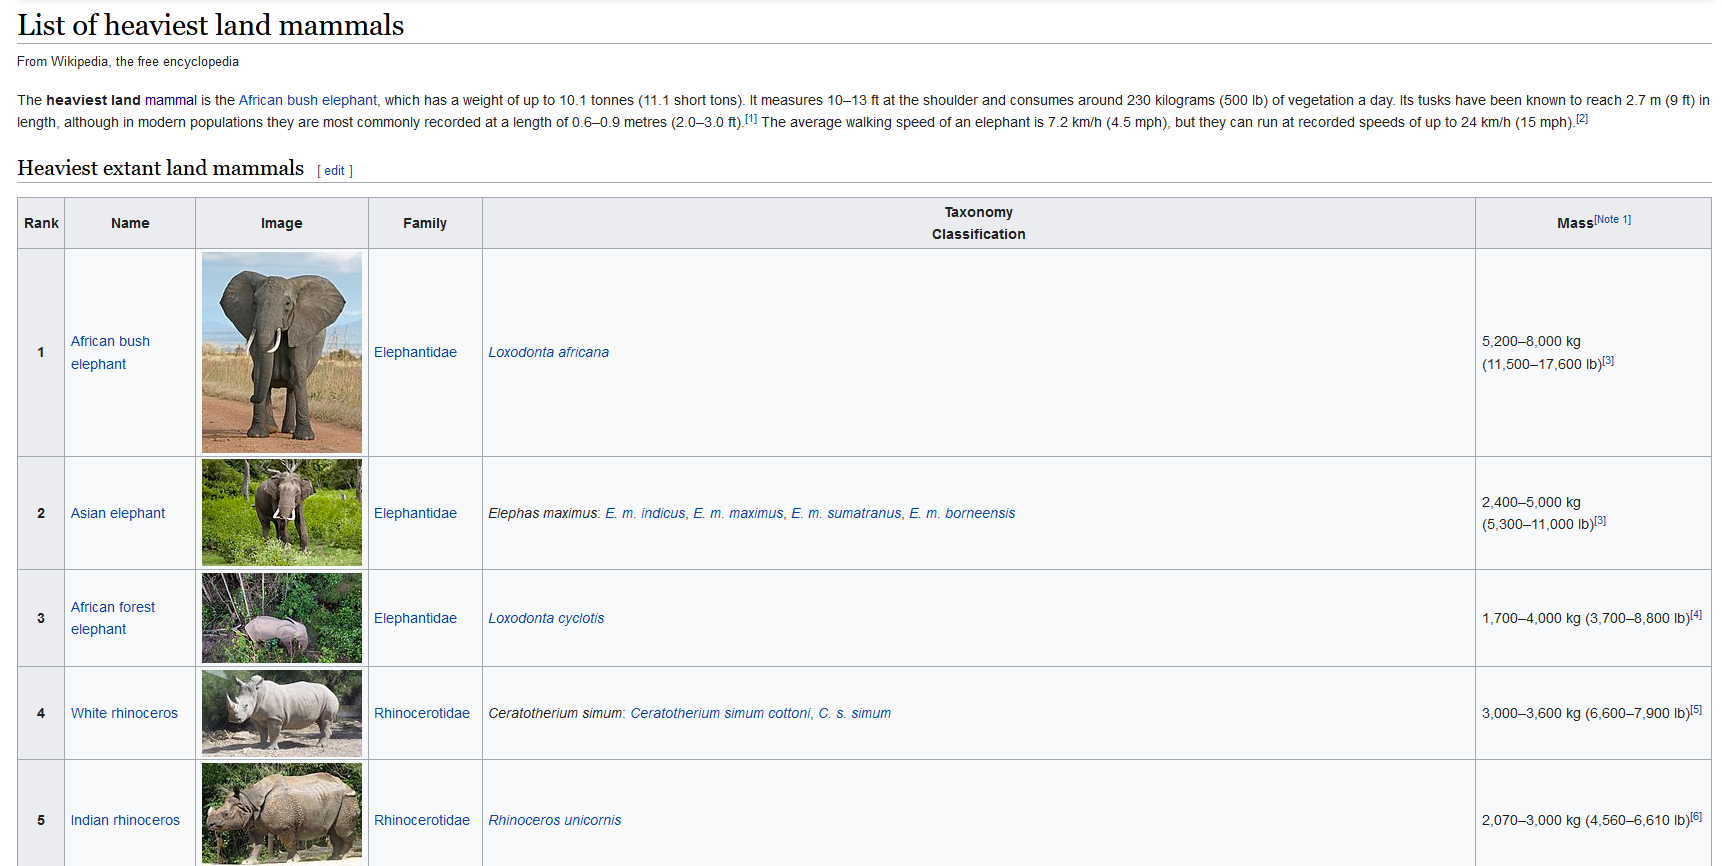 List of heaviest land mammals
From Wikipedia, the free encyclopedia
The heaviest land mammal is the African bush elephant, which has a weight of up to 10.1 tonnes (11.1 short tons). It measures 10–13 ft at the shoulder and consumes around 230 kilograms (500 lb) of vegetation a day. Its tusks have been known to reach 2.7 m (9 ft) in
length, although in modern populations they are most commonly recorded at a length of 0.6–0.9 metres (2.0–3.0 ft).[1] The average walking speed of an elephant is 7.2 km/h (4.5 mph), but they can run at recorded speeds of up to 24 km/h (15 mph).[2]
Heaviest extant land mammals [ edit ]
Rank Name Image Family Taxonomy Classification Mass[Note 1]
1 African bush elephant Elephantidae Loxodonta africana 5,200–8,000 kg (11,500–17,600 lb)[3]
2 Asian elephant Elephantidae Elephas maximus: E. m. indicus, E. m. maximus, E. m. sumatranus, E. m. borneensis 2,400–5,000 kg (5,300–11,000 lb)[3]
3 African forest elephant Elephantidae Loxodonta cyclotis 1,700–4,000 kg (3,700–8,800 lb)[4]
4 White rhinoceros Rhinocerotidae Ceratotherium simum: Ceratotherium simum cottoni, C. s. simum 3,000–3,600 kg (6,600–7,900 lb)[5]
5 Indian rhinoceros Rhinocerotidae Rhinoceros unicornis 2,070–3,000 kg (4,560–6,610 lb)[6]